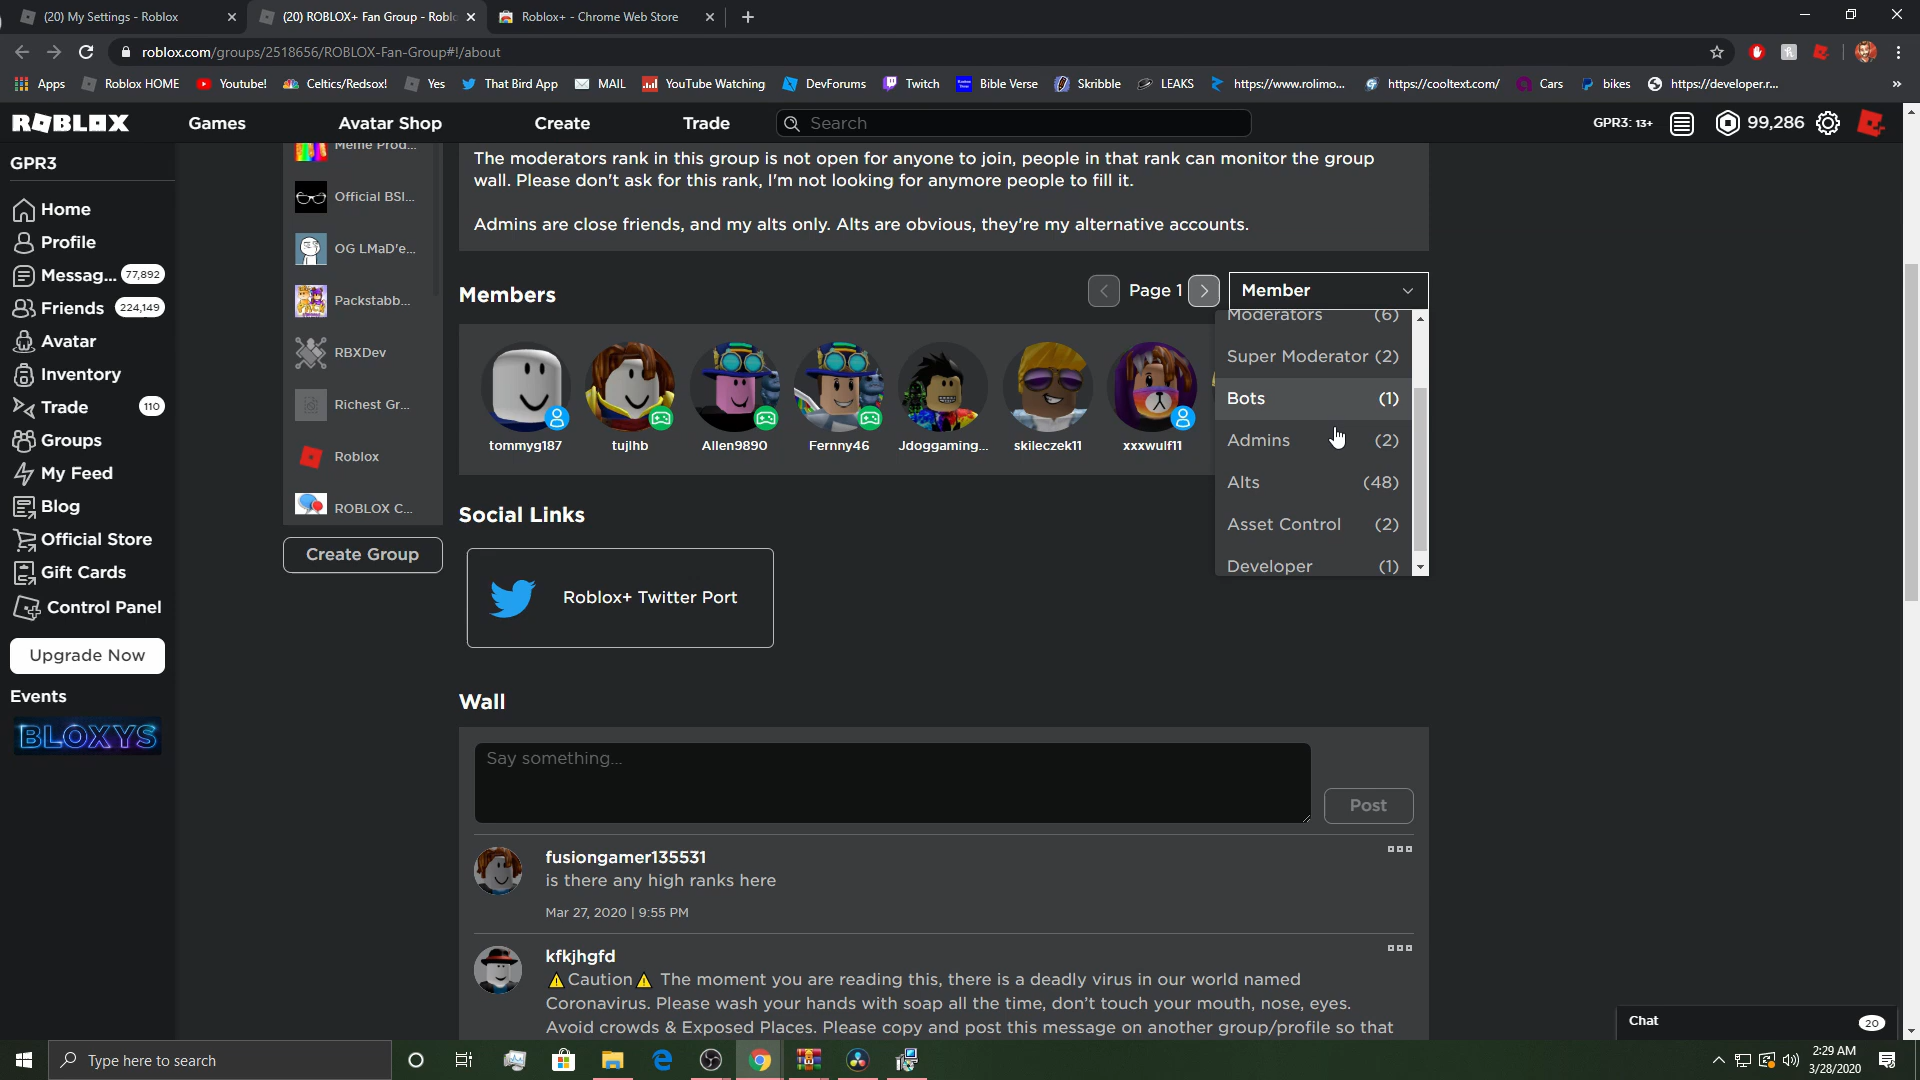 (20) My Settings - Roblox
(20) ROBLOX+ Fan Group - Roblo
Roblox+ - Chrome Web Store
roblox.com/groups/2518656/ROBLOX-Fan-Group#!/about
Apps
Roblox HOME
Youtube!
Celtics/Redsox!
Yes
That Bird App
MAIL
YouTube Watching
DevForums
Twitch
Bible Verse
Skribble
LEAKS
https://www.rolimo...
https://cooltext.com/
Cars
bikes
https://developer.r...
ROBLOX
Games
Avatar Shop
Create
Trade
Search
GPR3: 13+
99,286
GPR3
Home
Profile
Messag... 77,892
Friends 224,149
Avatar
Inventory
Trade 110
Groups
My Feed
Blog
Official Store
Gift Cards
Control Panel
Upgrade Now
Events
BLOXYS
Meme Prod...
Official BSI...
OG LMaD'e...
Packstabb...
RBXDev
Richest Gr...
Roblox
ROBLOX C...
Create Group
The moderators rank in this group is not open for anyone to join, people in that rank can monitor the group
wall. Please don't ask for this rank, I'm not looking for anymore people to fill it.
Admins are close friends, and my alts only. Alts are obvious, they're my alternative accounts.
Members
Page 1
Member
Moderators (6)
Super Moderator (2)
Bots (1)
Admins (2)
Alts (48)
Asset Control (2)
Developer (1)
tommyg187
tujlhb
Allen9890
Fernny46
Jdoggaming...
skileczek11
xxxwulf11
Social Links
Roblox+ Twitter Port
Wall
Say something...
Post
fusiongamer135531
is there any high ranks here
Mar 27, 2020 | 9:55 PM
kfkjhgfd
⚠Caution⚠ The moment you are reading this, there is a deadly virus in our world named
Coronavirus. Please wash your hands with soap all the time, don't touch your mouth, nose, eyes.
Avoid crowds & Exposed Places. Please copy and post this message on another group/profile so that
Chat 20
Type here to search
2:29 AM
3/28/2020